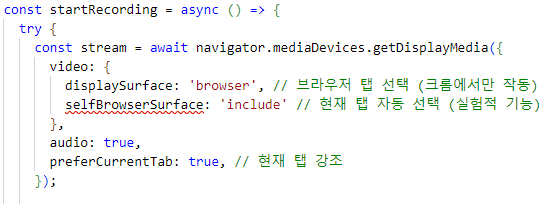 const startRecording = async () => {
try {
const stream = await navigator.mediaDevices.getDisplayMedia({
video: {
displaySurface: 'browser', // 브라우저 탭 선택 (크롬에서만 작동)
selfBrowserSurface: 'include' // 현재 탭 자동 선택 (실험적 기능)
},
audio: true,
preferCurrentTab: true, // 현재 탭 강조
});